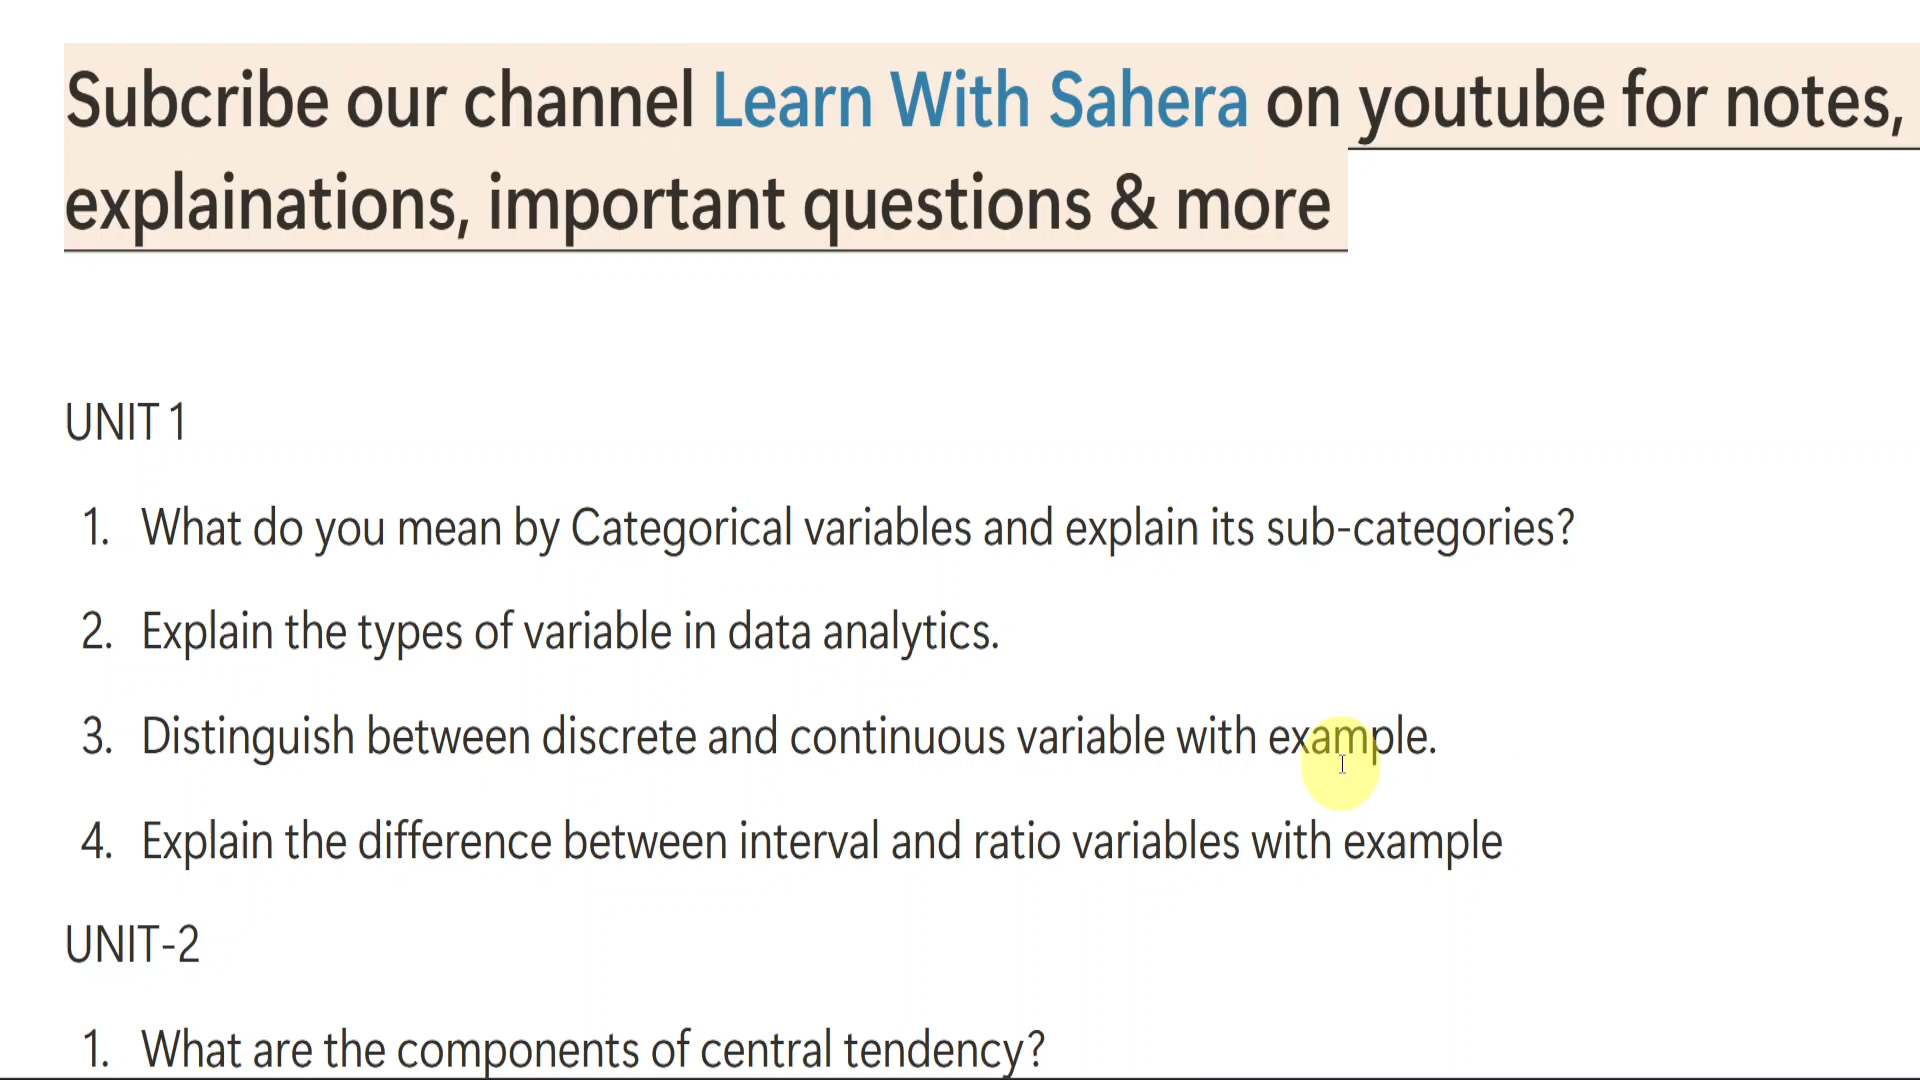 Subcribe our channel Learn With Sahera on youtube for notes,
explainations, important questions & more
UNIT 1
1. What do you mean by Categorical variables and explain its sub-categories?
2. Explain the types of variable in data analytics.
3. Distinguish between discrete and continuous variable with example.
4. Explain the difference between interval and ratio variables with example
UNIT-2
1. What are the components of central tendency?